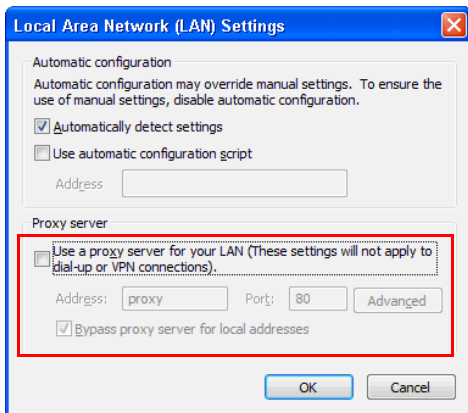 Local Area Network (LAN) Settings
Automatic configuration
Automatic configuration may override manual settings. To ensure the
use of manual settings, disable automatic configuration.
Automatically detect settings
Use automatic configuration script
Address
Proxy server
Use a proxy server for your LAN (These settings will not apply to
dial-up or VPN connections).
Address: proxy Port: 80 Advanced
Bypass proxy server for local addresses
OK Cancel